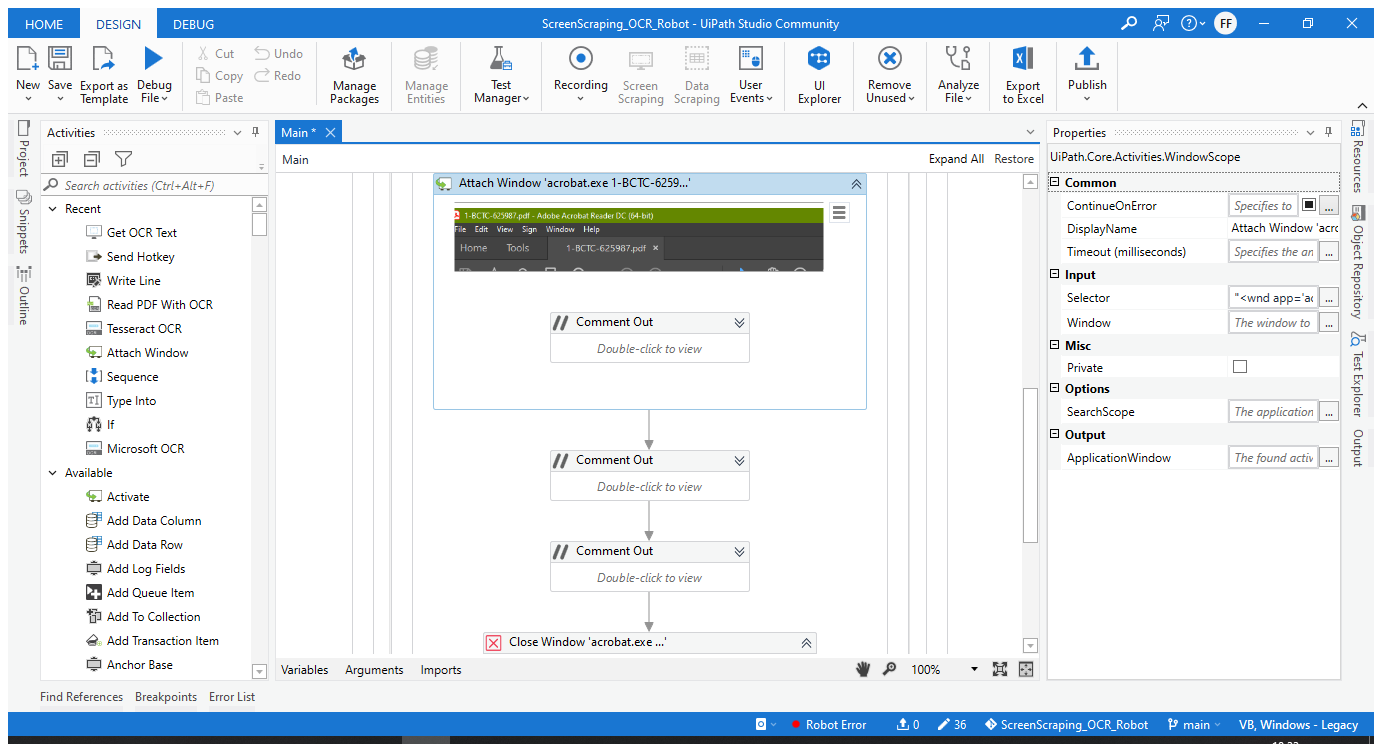 HOME DESIGN DEBUG ScreenScraping_OCR_Robot - UiPath Studio Community FF
New Save Export as Template Debug File Cut Copy Paste Undo Redo Manage Packages Manage Entities Test Manager Recording Screen Scraping Data Scraping User Events UI Explorer Remove Unused Analyze File Export to Excel Publish
Project
Snippets
Outline
Activities
Search activities (Ctrl+Alt+F)
Recent
Get OCR Text
Send Hotkey
Write Line
Read PDF With OCR
Tesseract OCR
Attach Window
Sequence
Type Into
If
Microsoft OCR
Available
Activate
Add Data Column
Add Data Row
Add Log Fields
Add Queue Item
Add To Collection
Add Transaction Item
Anchor Base
Main *
Main Expand All Restore
Attach Window 'acrobat.exe 1-BCTC-6259...'
1-BCTC-625987.pdf - Adobe Acrobat Reader DC (64-bit)
File Edit View Sign Window Help
Home Tools 1-BCTC-625987.pdf ×
// Comment Out
Double-click to view
// Comment Out
Double-click to view
// Comment Out
Double-click to view
Close Window 'acrobat.exe ...'
Variables Arguments Imports 100%
Properties
UiPath.Core.Activities.WindowScope
Common
ContinueOnError Specifies to ...
DisplayName Attach Window 'acro
Timeout (milliseconds) Specifies the an ...
Input
Selector "<wnd app='ac ...
Window The window to ...
Misc
Private
Options
SearchScope The application ...
Output
ApplicationWindow The found activ ...
Resources
Object Repository
Test Explorer
Output
Find References Breakpoints Error List
Robot Error 0 36 ScreenScraping_OCR_Robot main VB, Windows - Legacy